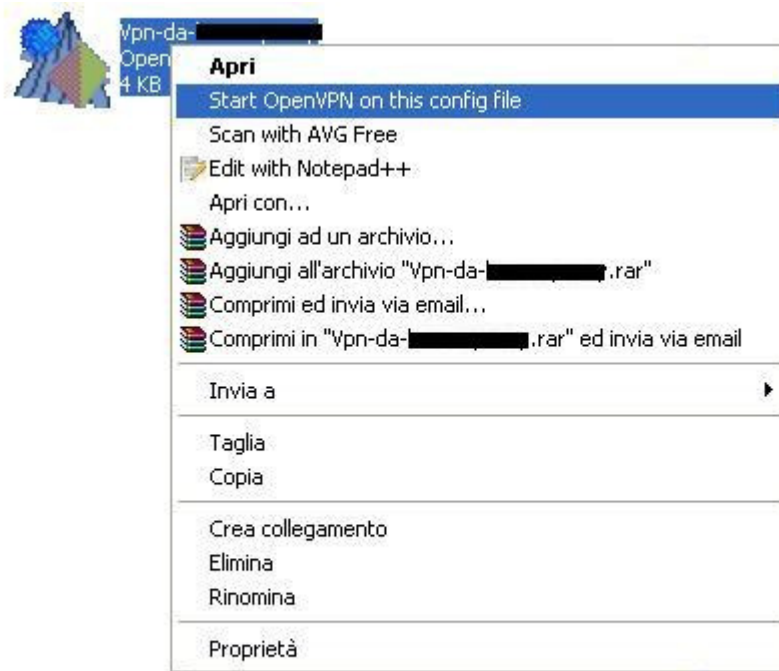 Vpn-da-
Open
4 KB
Apri
Start OpenVPN on this config file
Scan with AVG Free
Edit with Notepad++
Apri con...
Aggiungi ad un archivio...
Aggiungi all'archivio "Vpn-da- .rar"
Comprimi ed invia via email...
Comprimi in "Vpn-da- .rar" ed invia via email
Invia a
Taglia
Copia
Crea collegamento
Elimina
Rinomina
Proprietà